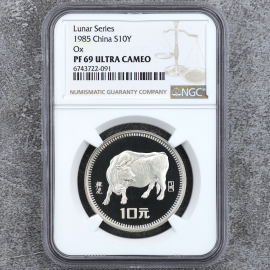 Lunar Series
1985 China S10Y
Ox
PF 69 ULTRA CAMEO
6743722-091
NUMISMATIC GUARANTY COMPANY
NGC
10元